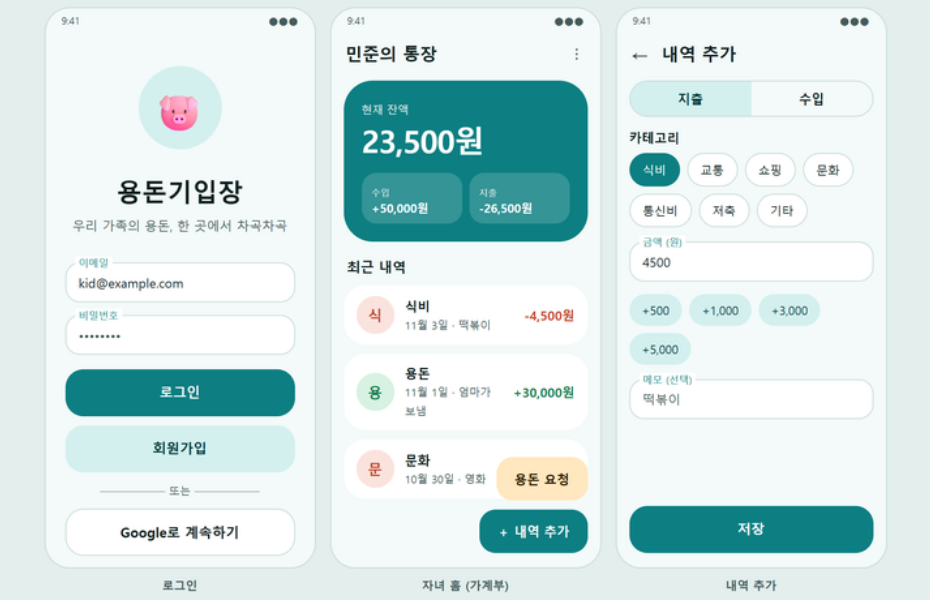 9:41
용돈기입장
우리 가족의 용돈, 한 곳에서 차곡차곡
이메일
kid@example.com
비밀번호
••••••••
로그인
회원가입
또는
Google로 계속하기
로그인
9:41
민준의 통장
현재 잔액
23,500원
수입
+50,000원
지출
-26,500원
최근 내역
식
식비
11월 3일 · 떡볶이
-4,500원
용
용돈
11월 1일 · 엄마가
보냄
+30,000원
문
문화
10월 30일 · 영화
용돈 요청
+ 내역 추가
자녀 홈 (가계부)
9:41
← 내역 추가
지출
수입
카테고리
식비
교통
쇼핑
문화
통신비
저축
기타
금액 (원)
4500
+500
+1,000
+3,000
+5,000
메모 (선택)
떡볶이
저장
내역 추가